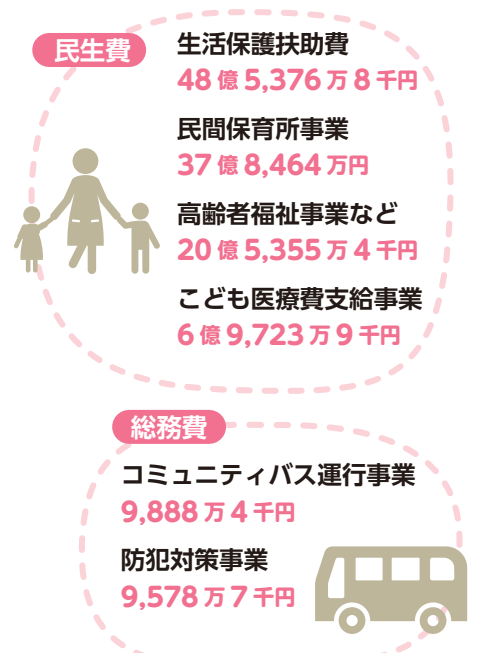 民生費
生活保護扶助費
48億5,376万8千円
民間保育所事業
37億8,464万円
高齢者福祉事業など
20億5,355万4千円
こども医療費支給事業
6億9,723万9千円
総務費
コミュニティバス運行事業
9,888万4千円
防犯対策事業
9,578万7千円